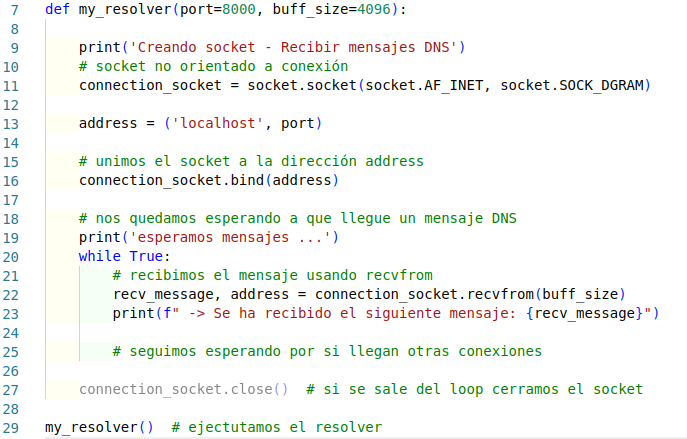 7 def my_resolver(port=8000, buff_size=4096):
8
9 print('Creando socket - Recibir mensajes DNS')
10 # socket no orientado a conexión
11 connection_socket = socket.socket(socket.AF_INET, socket.SOCK_DGRAM)
12
13 address = ('localhost', port)
14
15 # unimos el socket a la dirección address
16 connection_socket.bind(address)
17
18 # nos quedamos esperando a que llegue un mensaje DNS
19 print('esperamos mensajes ...')
20 while True:
21 # recibimos el mensaje usando recvfrom
22 recv_message, address = connection_socket.recvfrom(buff_size)
23 print(f" -> Se ha recibido el siguiente mensaje: {recv_message}")
24
25 # seguimos esperando por si llegan otras conexiones
26
27 connection_socket.close() # si se sale del loop cerramos el socket
28
29 my_resolver() # ejectutamos el resolver